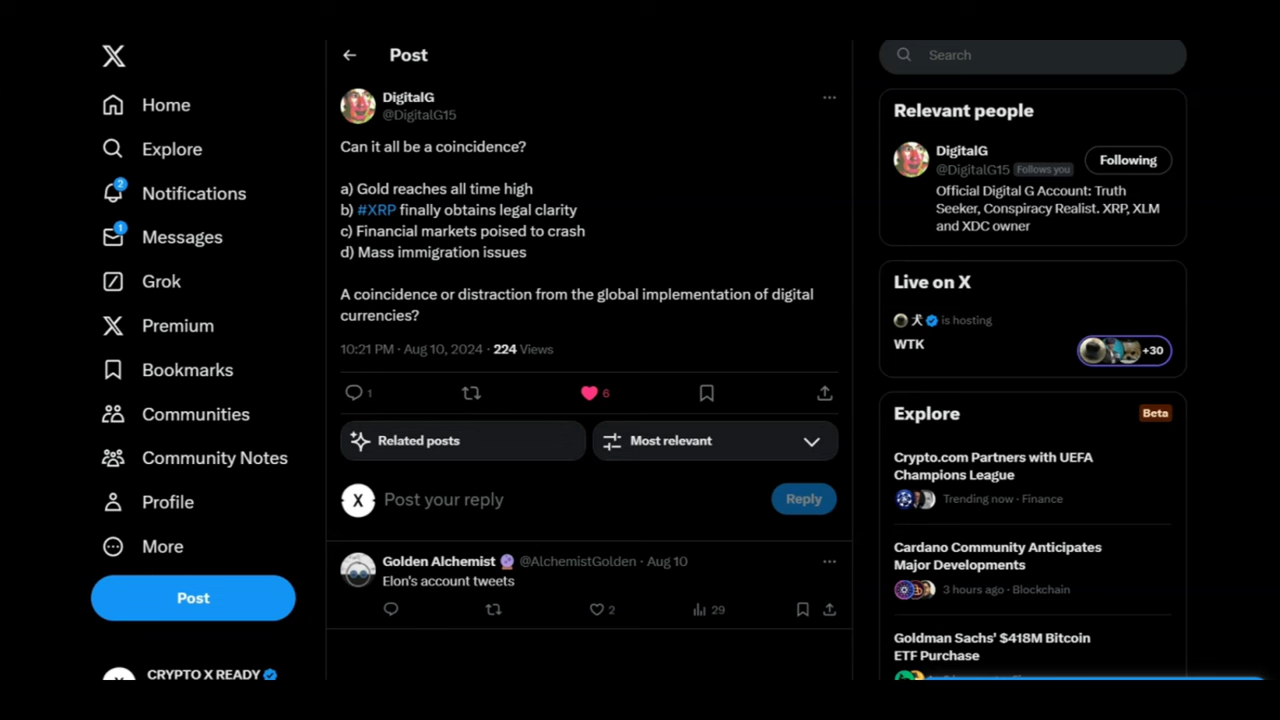 X
Home
Explore
2
Notifications
1
Messages
Grok
Premium
Bookmarks
Communities
Community Notes
Profile
More
Post
CRYPTO X READY
Post
DigitalG
@DigitalG15
Can it all be a coincidence?
a) Gold reaches all time high
b) #XRP finally obtains legal clarity
c) Financial markets poised to crash
d) Mass immigration issues
A coincidence or distraction from the global implementation of digital
currencies?
10:21 PM · Aug 10, 2024 · 224 Views
1
6
Related posts
Most relevant
X
Post your reply
Reply
Golden Alchemist @AlchemistGolden · Aug 10
Elon's account tweets
2
29
Search
Relevant people
DigitalG
@DigitalG15 Follows you
Following
Official Digital G Account: Truth
Seeker, Conspiracy Realist. XRP, XLM
and XDC owner
Live on X
犬 is hosting
WTK
+30
Explore
Beta
Crypto.com Partners with UEFA
Champions League
Trending now · Finance
Cardano Community Anticipates
Major Developments
3 hours ago · Blockchain
Goldman Sachs' $418M Bitcoin
ETF Purchase